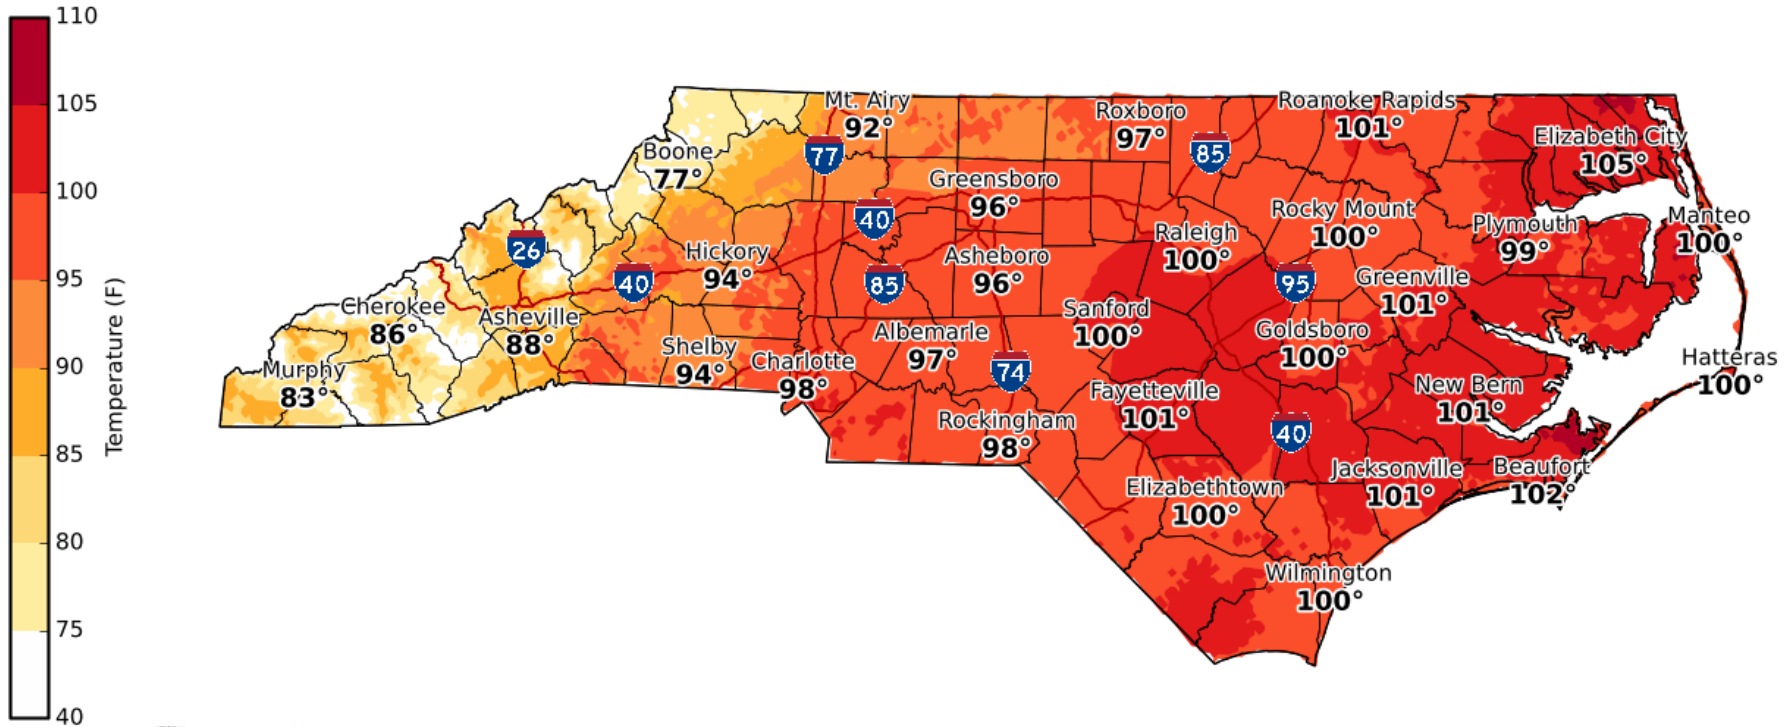 110
105
100
95
90
85
80
75
40
Temperature (F)
Mt. Airy
92°
Roxboro
97°
Roanoke Rapids
101°
Elizabeth City
105°
77
85
Boone
77°
Greensboro
96°
40
Rocky Mount
100°
Plymouth
99°
Manteo
100°
26
Hickory
94°
Raleigh
100°
40
85
Asheboro
96°
95
Greenville
101°
Cherokee
86°
Asheville
88°
Sanford
100°
Albemarle
97°
Goldsboro
100°
Shelby
94°
Charlotte
98°
74
Hatteras
100°
Murphy
83°
Fayetteville
101°
New Bern
101°
Rockingham
98°
40
Jacksonville
101°
Beaufort
102°
Elizabethtown
100°
Wilmington
100°